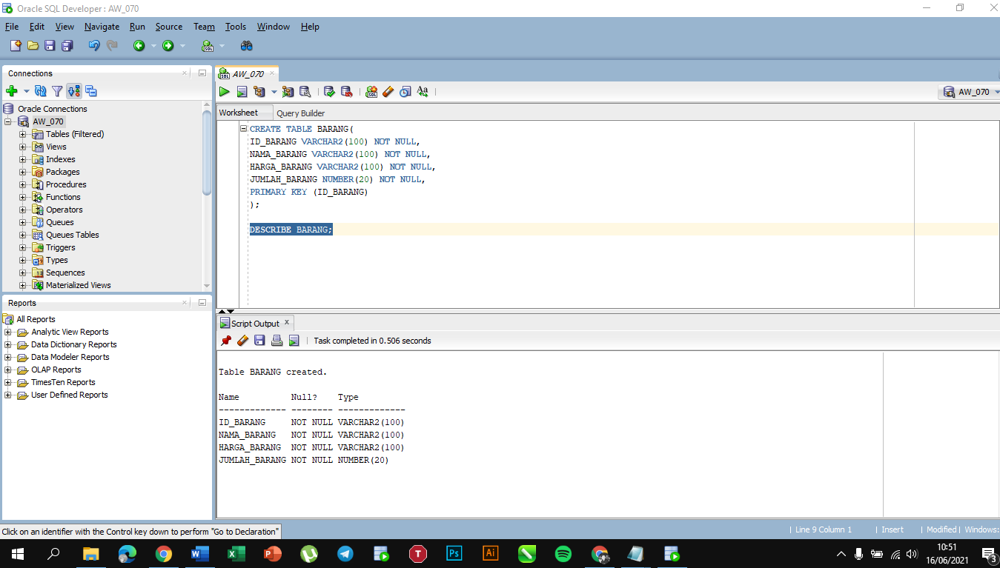 Oracle SQL Developer : AW_070
File Edit View Navigate Run Source Team Tools Window Help
Connections
Oracle Connections
AW_070
Tables (Filtered)
Views
Indexes
Packages
Procedures
Functions
Operators
Queues
Queues Tables
Triggers
Types
Sequences
Materialized Views
Reports
All Reports
Analytic View Reports
Data Dictionary Reports
Data Modeler Reports
OLAP Reports
TimesTen Reports
User Defined Reports
AW_070
AW_070
Worksheet Query Builder
CREATE TABLE BARANG(
ID_BARANG VARCHAR2(100) NOT NULL,
NAMA_BARANG VARCHAR2(100) NOT NULL,
HARGA_BARANG VARCHAR2(100) NOT NULL,
JUMLAH_BARANG NUMBER(20) NOT NULL,
PRIMARY KEY (ID_BARANG)
);
DESCRIBE BARANG;
Script Output
Task completed in 0.506 seconds
Table BARANG created.
Name Null? Type
------------- -------- -------------
ID_BARANG NOT NULL VARCHAR2(100)
NAMA_BARANG NOT NULL VARCHAR2(100)
HARGA_BARANG NOT NULL VARCHAR2(100)
JUMLAH_BARANG NOT NULL NUMBER(20)
Click on an identifier with the Control key down to perform "Go to Declaration"
| Line 9 Column 1 | Insert | Modified | Windows:
10:51
16/06/2021
3